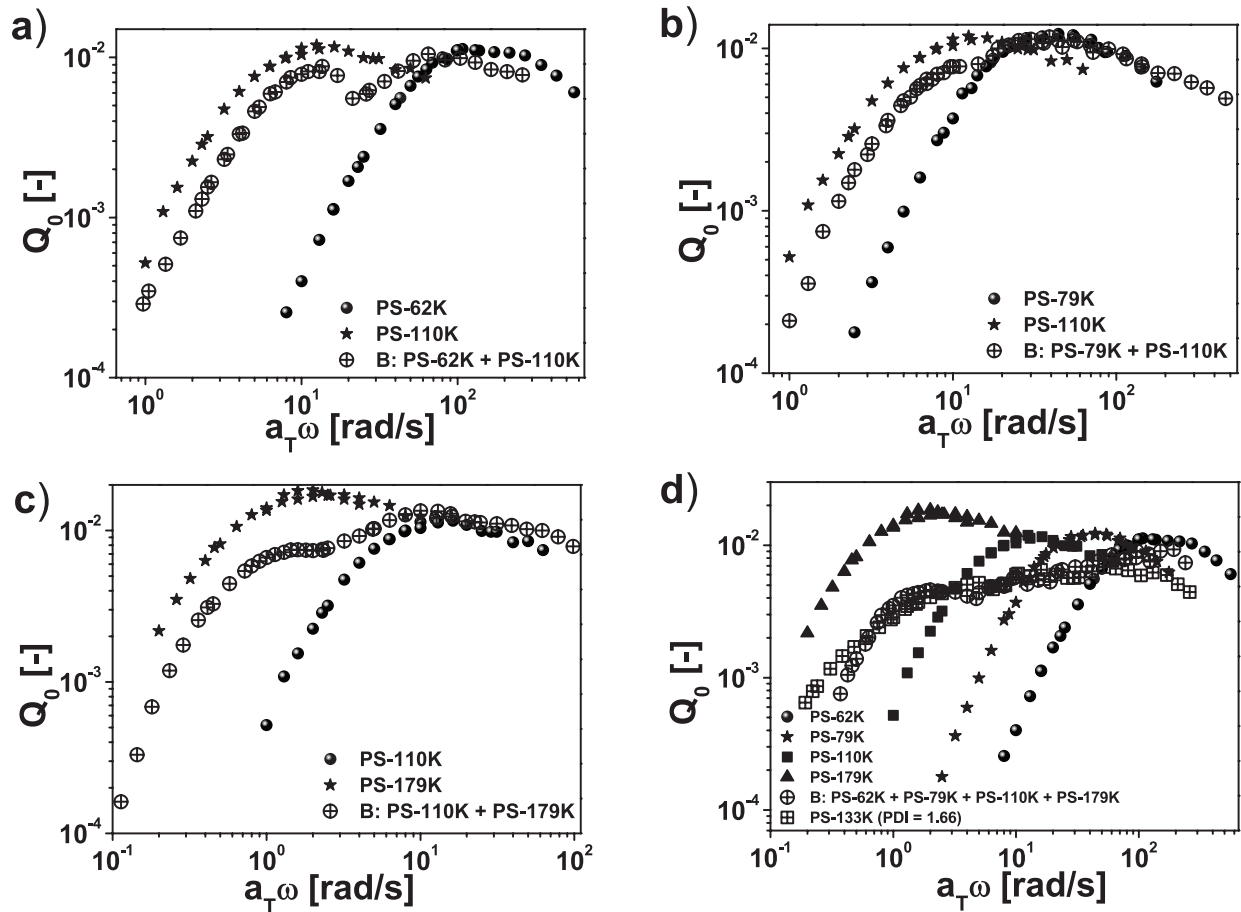 a)
Q₀ [-]
10⁻²
10⁻³
10⁻⁴
PS-62K
PS-110K
B: PS-62K + PS-110K
10⁰ 10¹ 10²
a_Tω [rad/s]
b)
Q₀ [-]
10⁻²
10⁻³
10⁻⁴
PS-79K
PS-110K
B: PS-79K + PS-110K
10⁰ 10¹ 10²
a_Tω [rad/s]
c)
Q₀ [-]
10⁻²
10⁻³
10⁻⁴
PS-110K
PS-179K
B: PS-110K + PS-179K
10⁻¹ 10⁰ 10¹ 10²
a_Tω [rad/s]
d)
Q₀ [-]
10⁻²
10⁻³
10⁻⁴
PS-62K
PS-79K
PS-110K
PS-179K
B: PS-62K + PS-79K + PS-110K + PS-179K
PS-133K (PDI = 1.66)
10⁻¹ 10⁰ 10¹ 10²
a_Tω [rad/s]